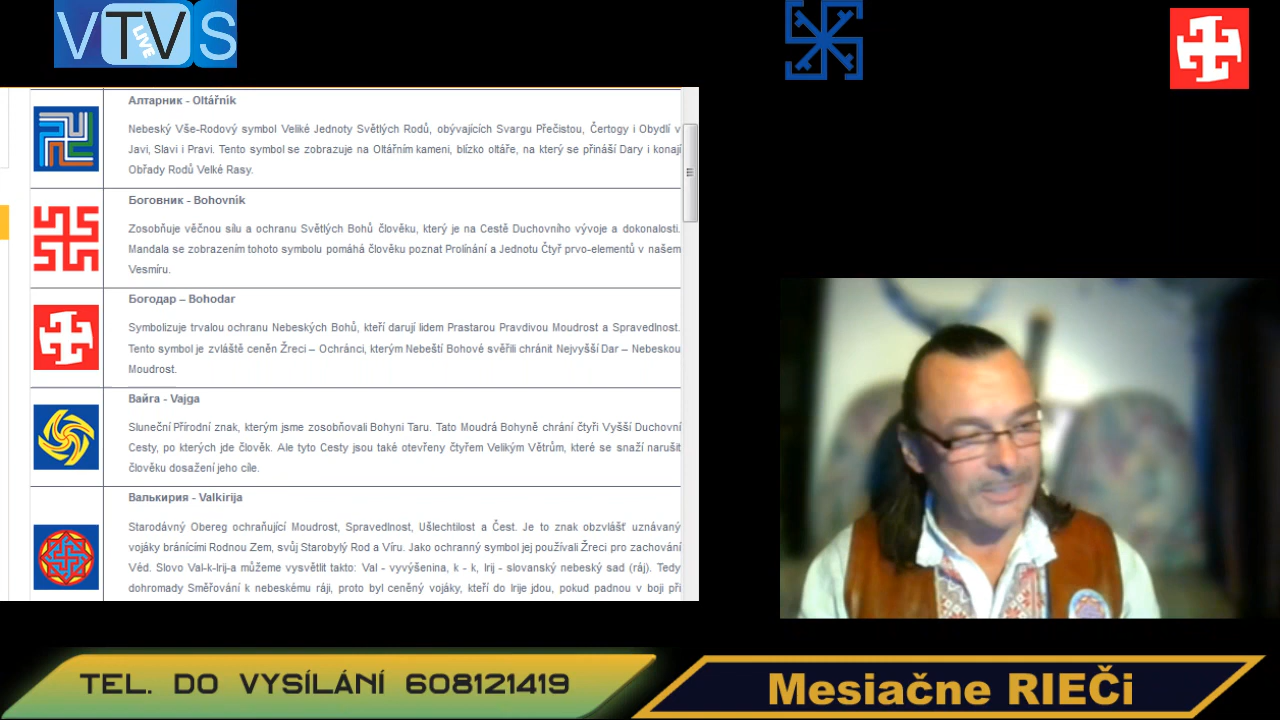 VTVS
LIVE
Алтарник - Oltářník
Nebeský Vše-Rodový symbol Veliké Jednoty Světlých Rodů, obývajících Svargu Přečistou, Čertogy i Obydlí v
Javi, Slavi i Pravi. Tento symbol se zobrazuje na Oltářním kameni, blízko oltáře, na který se přináší Dary i konají
Obřady Rodů Velké Rasy.
Боговник - Bohovník
Zosobňuje věčnou sílu a ochranu Světlých Bohů člověku, který je na Cestě Duchovního vývoje a dokonalosti.
Mandala se zobrazením tohoto symbolu pomáhá člověku poznat Prolínání a Jednotu Čtyř prvo-elementů v našem
Vesmíru.
Богодар – Bohodar
Symbolizuje trvalou ochranu Nebeských Bohů, kteří darují lidem Prastarou Pravdivou Moudrost a Spravedlnost.
Tento symbol je zvláště ceněn Žreci – Ochránci, kterým Nebeští Bohové svěřili chránit Nejvyšší Dar – Nebeskou
Moudrost.
Вайга - Vajga
Sluneční Přírodní znak, kterým jsme zosobňovali Bohyni Taru. Tato Moudrá Bohyně chrání čtyři Vyšší Duchovní
Cesty, po kterých jde člověk. Ale tyto Cesty jsou také otevřeny čtyřem Velikým Větrům, které se snaží narušit
člověku dosažení jeho cíle.
Валькирия - Valkirija
Starodávný Obereg ochraňující Moudrost, Spravedlnost, Ušlechtilost a Čest. Je to znak obzvlášť uznávaný
vojáky bránícími Rodnou Zem, svůj Starobylý Rod a Víru. Jako ochranný symbol jej používali Žreci pro zachování
Věd. Slovo Val-k-Irij-a můžeme vysvětlit takto: Val - vyvýšenina, k - k, Irij - slovanský nebeský sad (ráj). Tedy
dohromady Směřování k nebeskému ráji, proto byl ceněný vojáky, kteří do Irije jdou, pokud padnou v boji při
TEL. DO VYSÍLÁNÍ 608121419
Mesiačne RIEČi